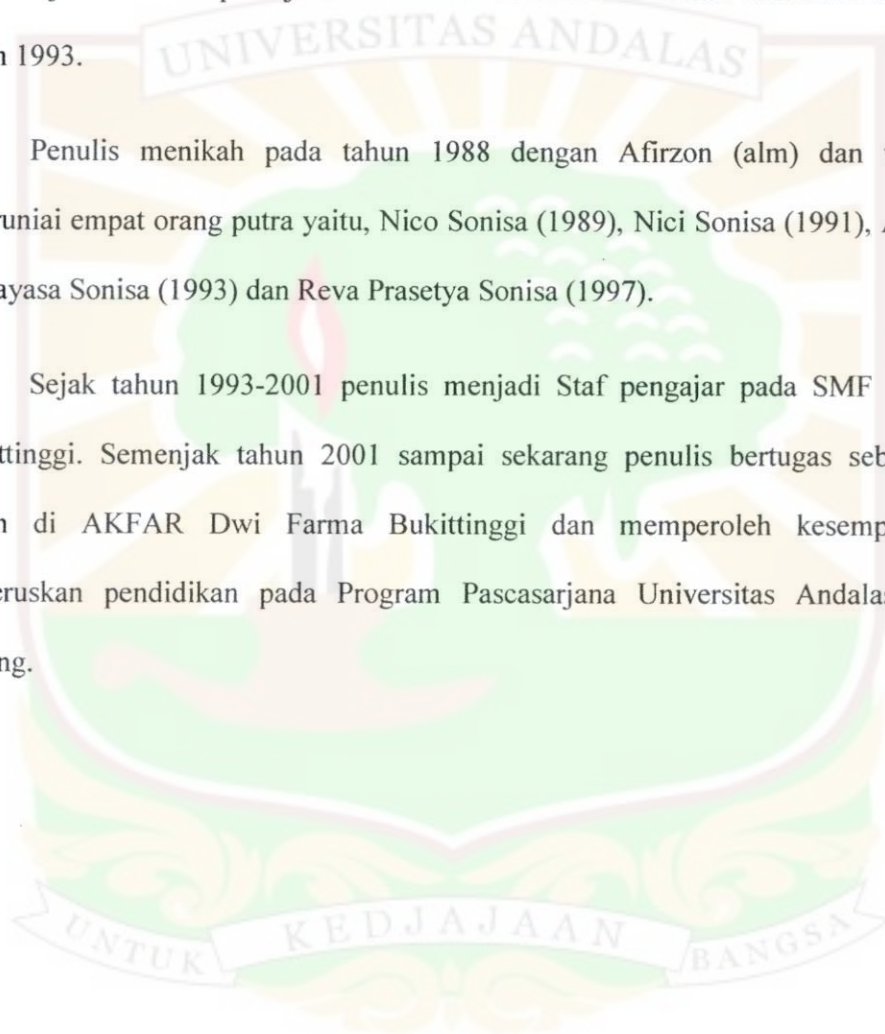 UNIVERSITAS ANDALAS
n 1993.
Penulis menikah pada tahun 1988 dengan Afirzon (alm) dan
runiai empat orang putra yaitu, Nico Sonisa (1989), Nici Sonisa (1991),
ayasa Sonisa (1993) dan Reva Prasetya Sonisa (1997).
Sejak tahun 1993-2001 penulis menjadi Staf pengajar pada SMF
ttinggi. Semenjak tahun 2001 sampai sekarang penulis bertugas seb
n di AKFAR Dwi Farma Bukittinggi dan memperoleh kesemp
eruskan pendidikan pada Program Pascasarjana Universitas Andalas
ng.
UNTUK KEDJAJAAN BANGSA